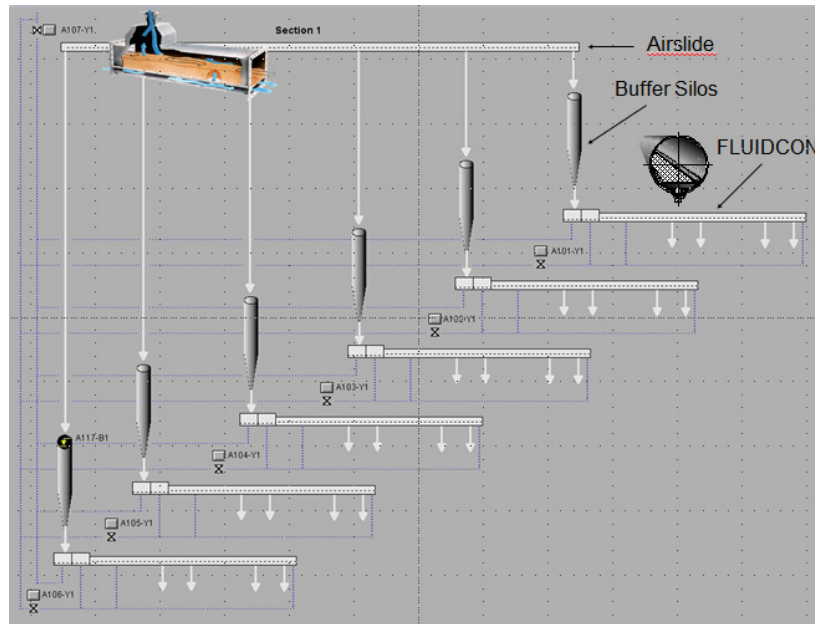 A107-Y1.
Section 1
Airslide
Buffer Silos
FLUIDCON
A101-Y1.
A102-Y1
A103-Y1
A117-B1
A104-Y1
A105-Y1
A106-Y1